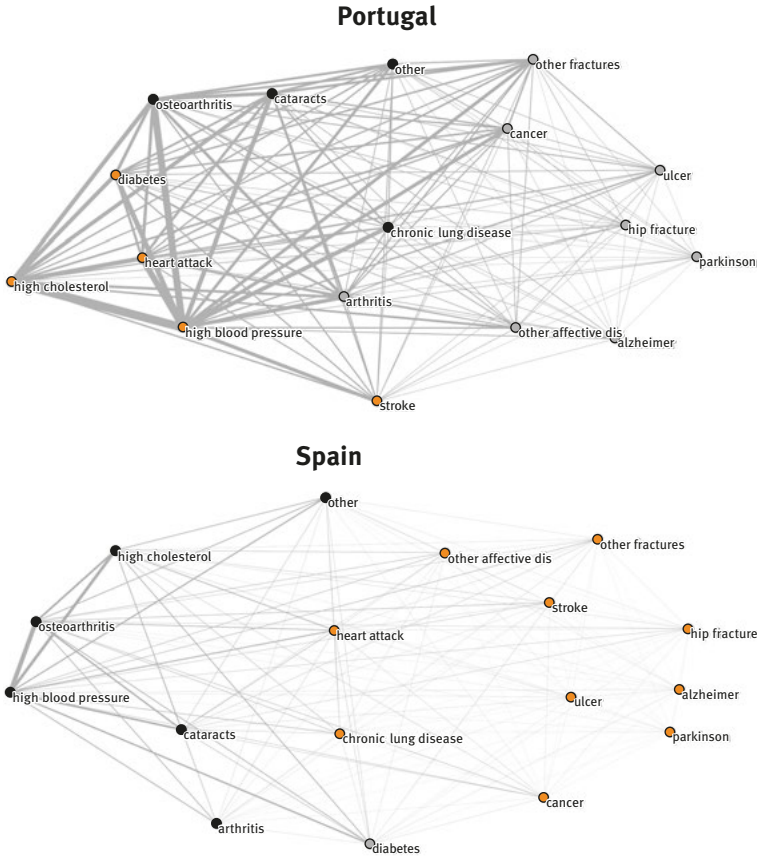 Portugal
other
other fractures
osteoarthritis
cataracts
cancer
diabetes
ulcer
chronic lung disease
hip fracture
heart attack
parkinson
high cholesterol
arthritis
high blood pressure
other affective dis
alzheimer
stroke
Spain
other
high cholesterol
other affective dis
other fractures
osteoarthritis
heart attack
stroke
hip fracture
high blood pressure
cataracts
chronic lung disease
ulcer
alzheimer
parkinson
arthritis
cancer
diabetes